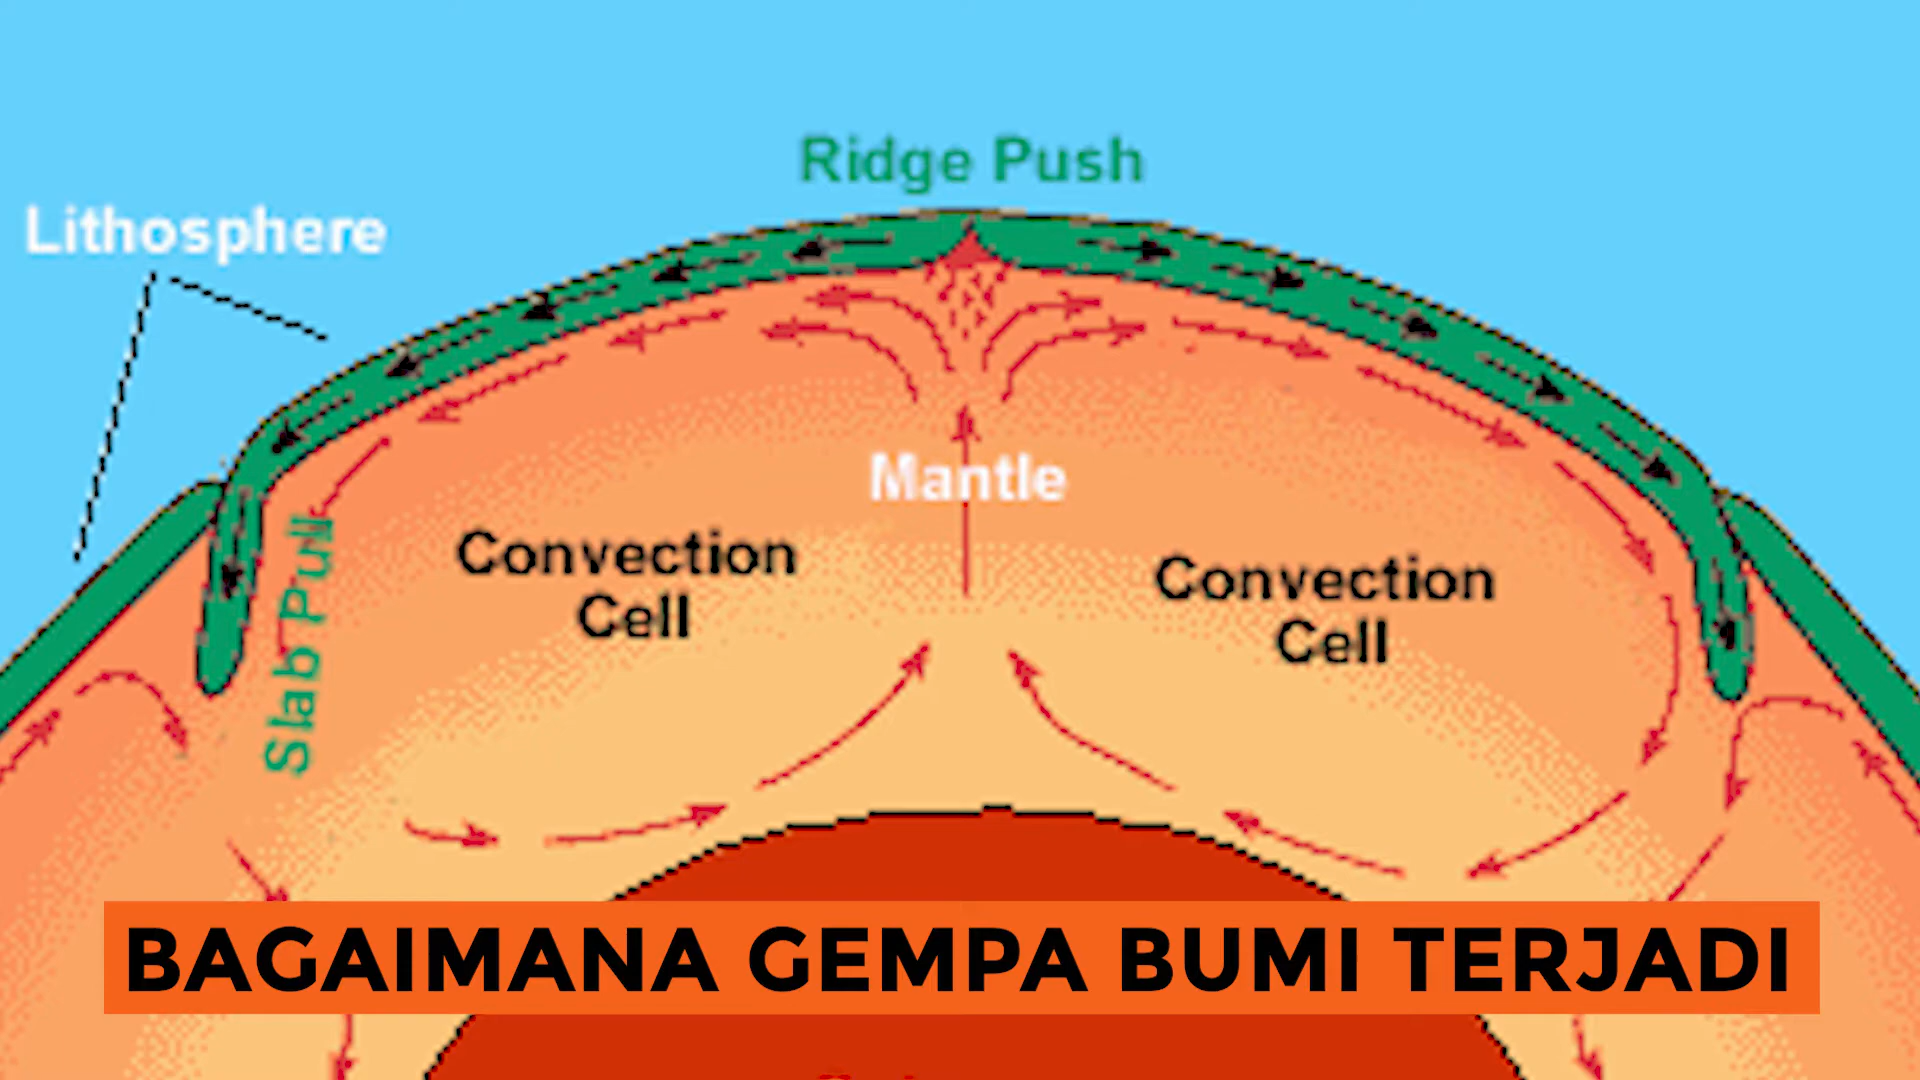 Ridge Push
Lithosphere
Mantle
Convection
Cell
Convection
Cell
Slab Pull
BAGAIMANA GEMPA BUMI TERJADI